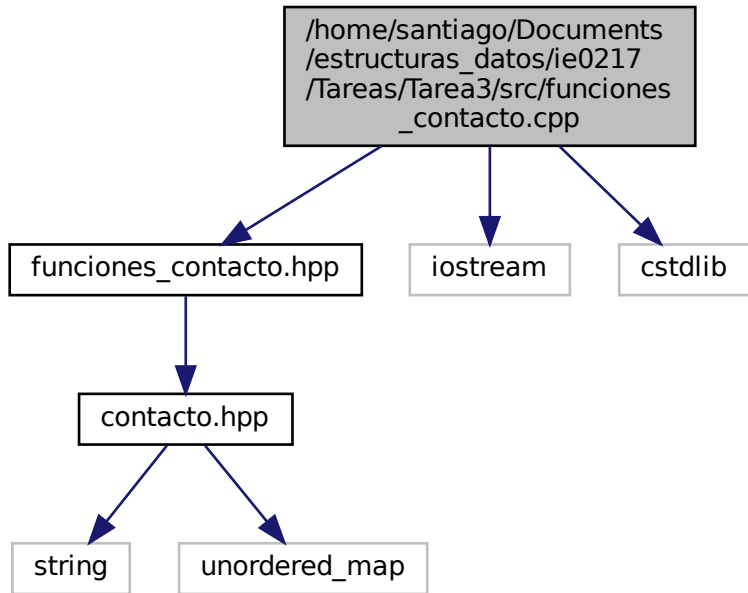 /home/santiago/Documents
/estructuras_datos/ie0217
/Tareas/Tarea3/src/funciones
_contacto.cpp
funciones_contacto.hpp
iostream
cstdlib
contacto.hpp
string
unordered_map